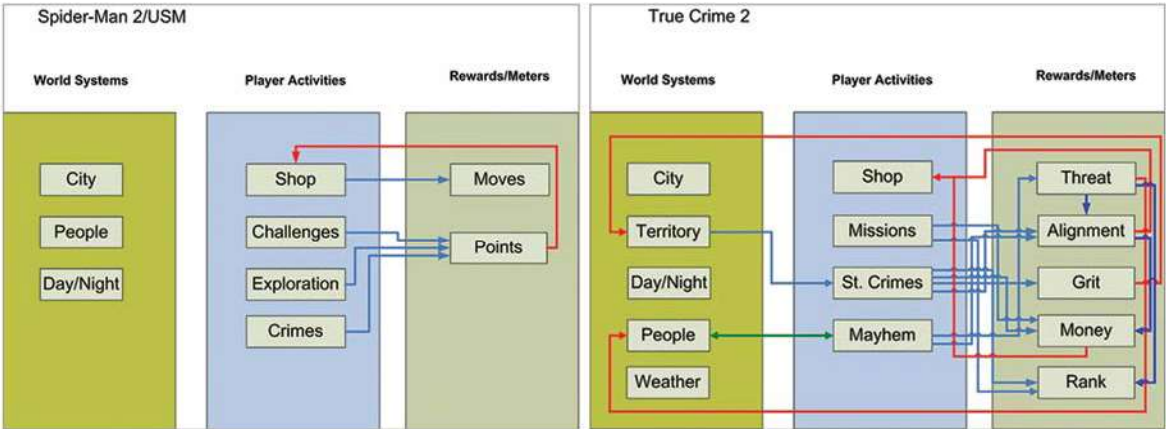 Spider-Man 2/USM
World Systems
Player Activities
Rewards/Meters
City
Shop
Moves
People
Challenges
Points
Day/Night
Exploration
Crimes
True Crime 2
World Systems
Player Activities
Rewards/Meters
City
Shop
Threat
Territory
Missions
Alignment
Day/Night
St. Crimes
Grit
People
Mayhem
Money
Weather
Rank